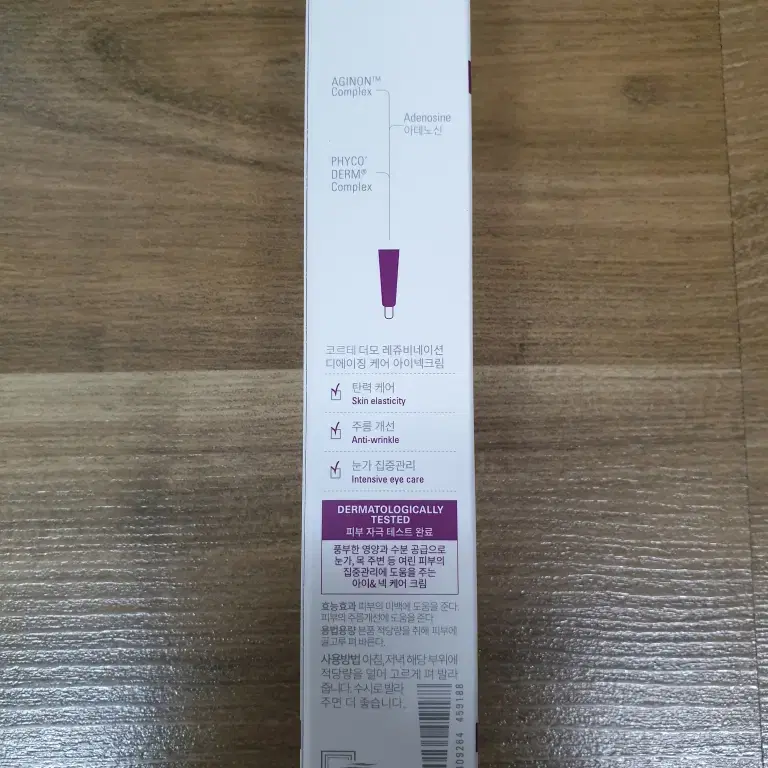 AGINON™
Complex
Adenosine
아데노신
PHYCO'
DERM®
Complex
코르테 더모 레쥬비네이션
디에이징 케어 아이넥크림
탄력 케어
Skin elasticity
주름 개선
Anti-wrinkle
눈가 집중관리
Intensive eye care
DERMATOLOGICALLY
TESTED
피부 자극 테스트 완료
풍부한 영양과 수분 공급으로
눈가, 목 주변 등 여린 피부의
집중관리에 도움을 주는
아이&넥 케어 크림
효능효과 피부의 미백에 도움을 준다.
피부의 주름개선에 도움을 준다.
용법용량 본품 적당량을 취해 피부에
골고루 펴 바른다.
사용방법 아침, 저녁 해당 부위에
적당량을 덜어 고르게 펴 발라
줍니다. 수시로 발라
주면 더 좋습니다.
009264 459188